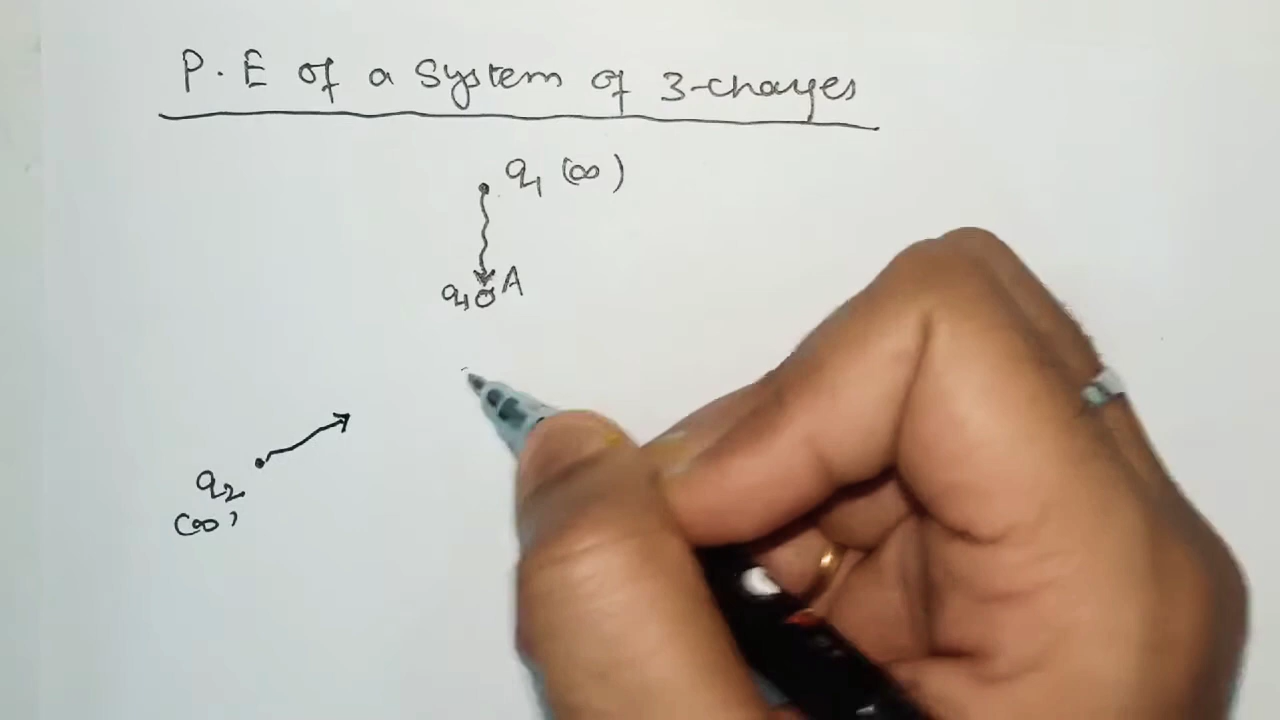 P.E of a System of 3-charges
q1 (∞)
q1 A
q2
(∞)